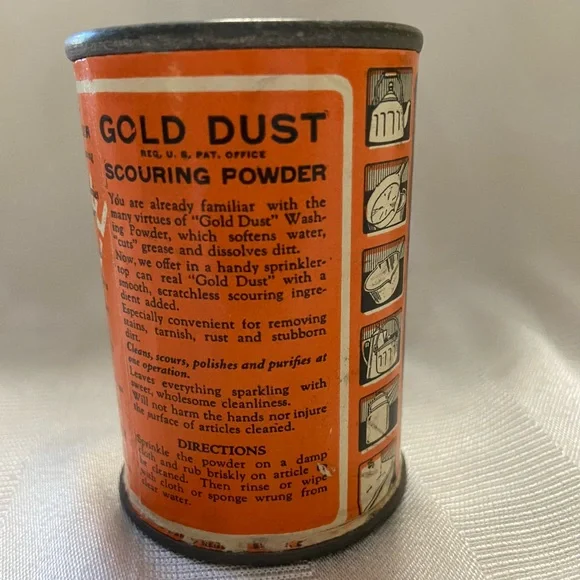 GOLD DUST
REG. U. S. PAT. OFFICE
SCOURING POWDER
You are already familiar with the
many virtues of "Gold Dust" Wash-
ing Powder, which softens water,
"cuts" grease and dissolves dirt.
Now, we offer in a handy sprinkler-
top can real "Gold Dust" with a
smooth, scratchless scouring ingre-
dient added.
Especially convenient for removing
stains, tarnish, rust and stubborn
dirt.
Cleans, scours, polishes and purifies at
one operation.
Leaves everything sparkling with
sweet, wholesome cleanliness.
Will not harm the hands nor injure
the surface of articles cleaned.
DIRECTIONS
Sprinkle the powder on a damp
cloth and rub briskly on article
be cleaned. Then rinse or wipe
with cloth or sponge wrung from
clear water.